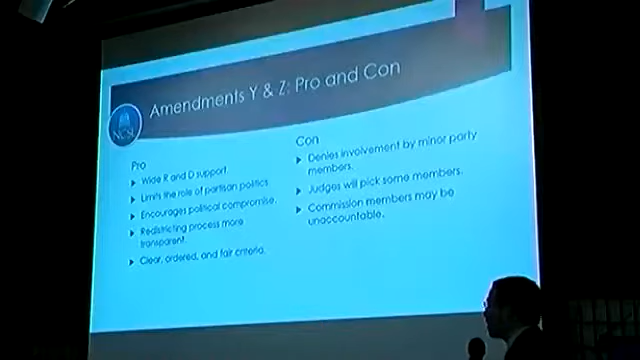 Amendments Y & Z: Pro and Con
NCSL
Pro
Wide R and D support.
Limits the role of partisan politics
Encourages political compromise.
Redistricting process more
transparent.
Clear, ordered, and fair criteria.
Con
Denies involvement by minor party
members.
Judges will pick some members.
Commission members may be
unaccountable.